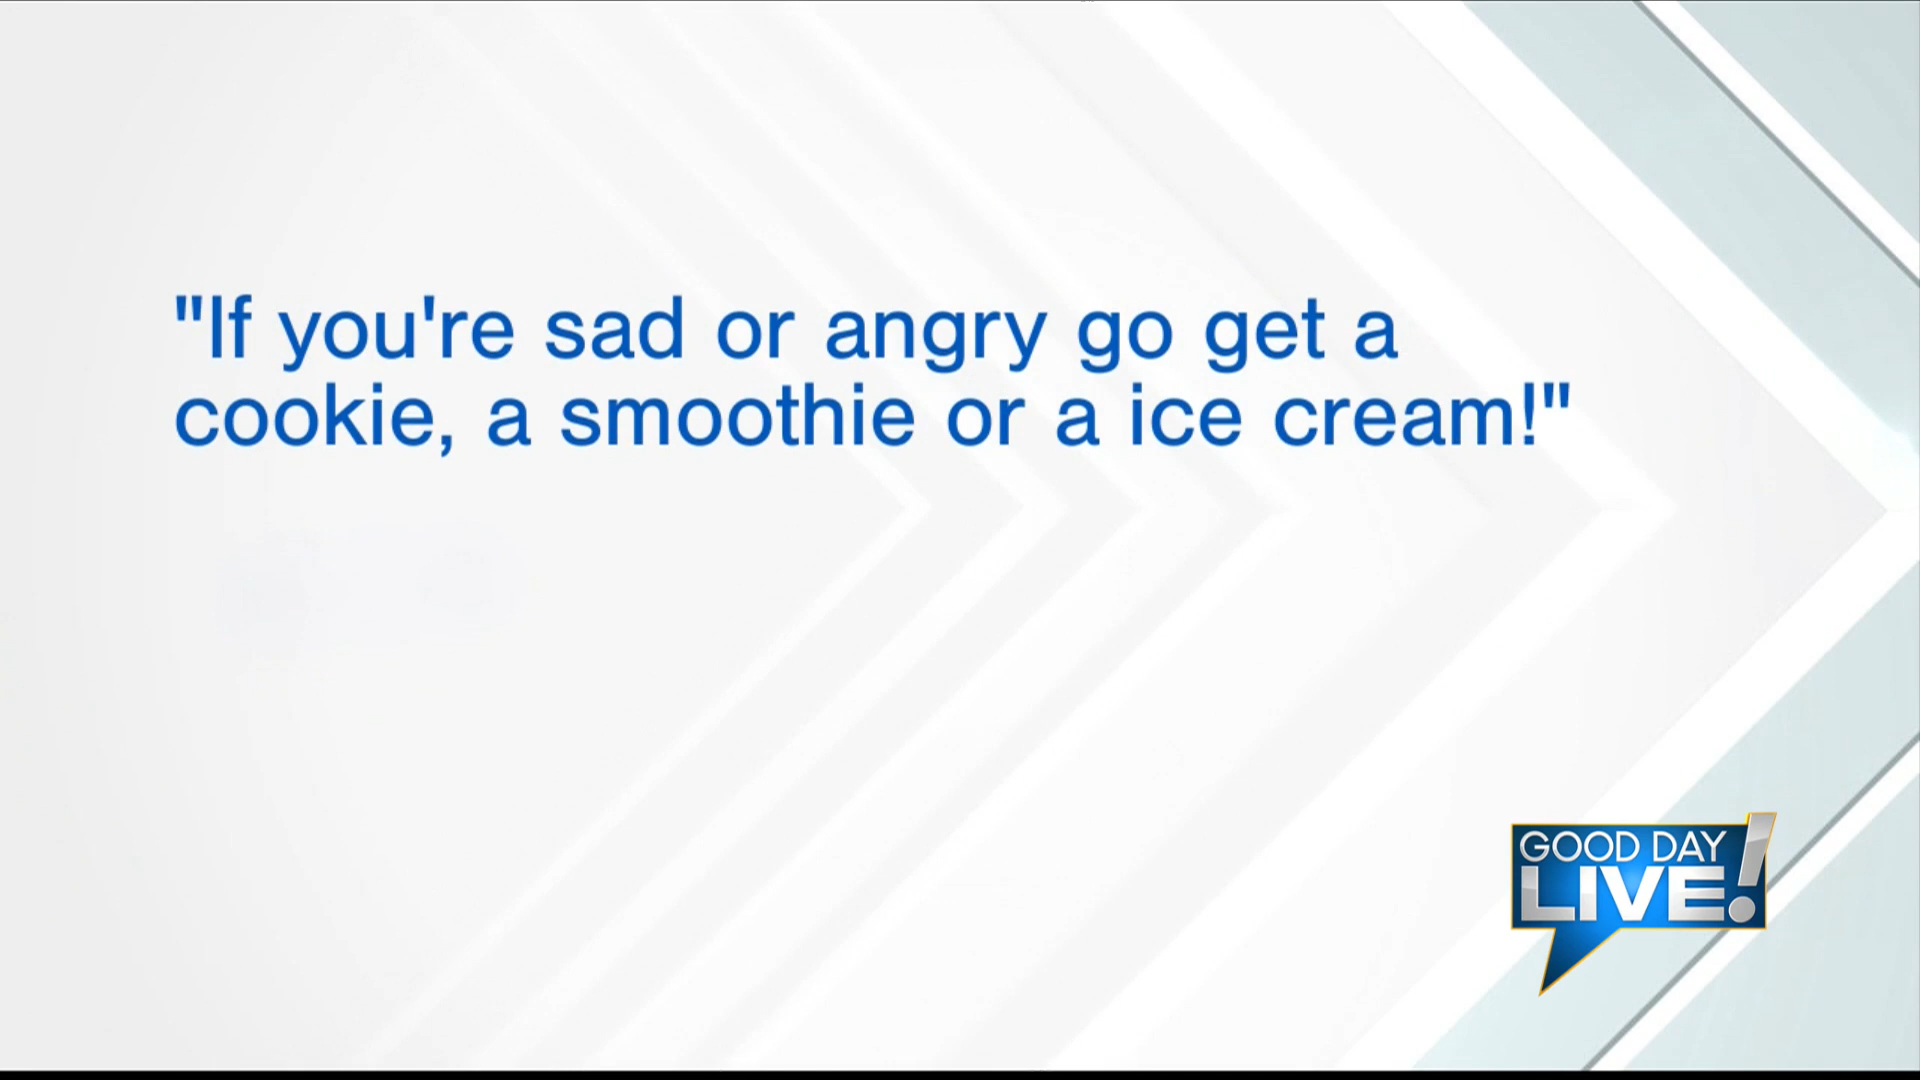 "If you're sad or angry go get a
cookie, a smoothie or a ice cream!"
GOOD DAY
LIVE!